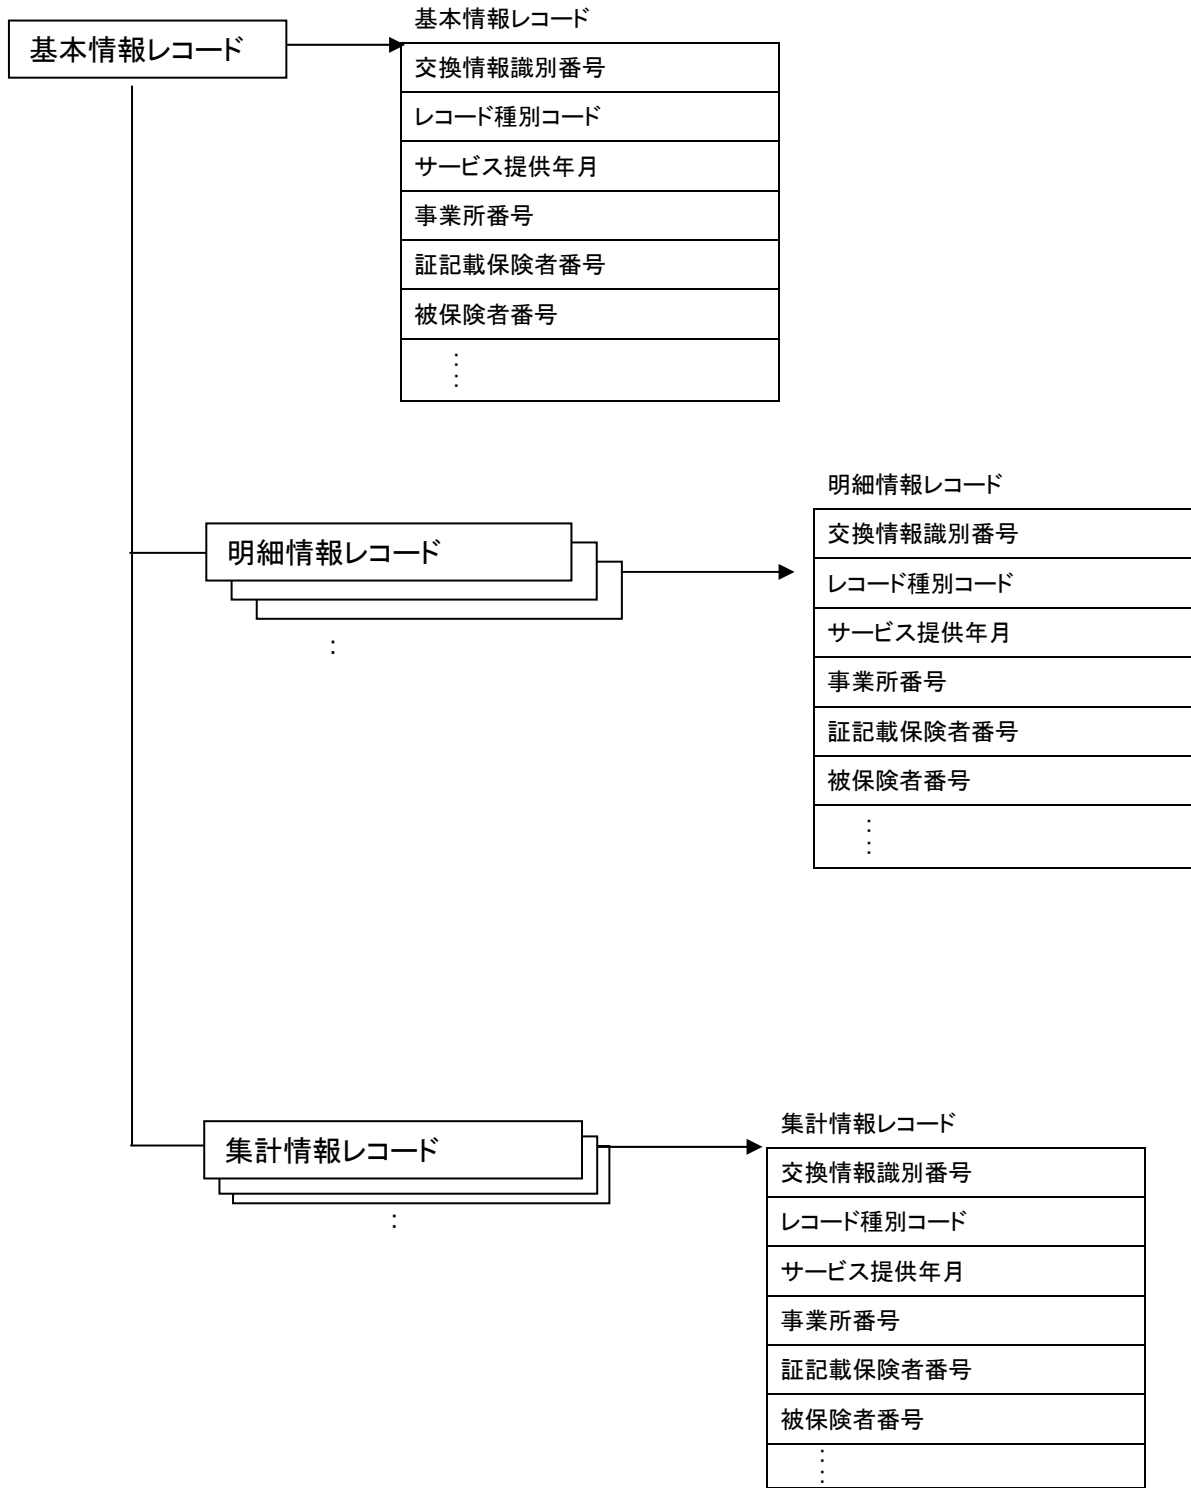 基本情報レコード
基本情報レコード
交換情報識別番号
レコード種別コード
サービス提供年月
事業所番号
証記載保険者番号
被保険者番号
：
：
明細情報レコード
：
明細情報レコード
交換情報識別番号
レコード種別コード
サービス提供年月
事業所番号
証記載保険者番号
被保険者番号
：
：
集計情報レコード
：
集計情報レコード
交換情報識別番号
レコード種別コード
サービス提供年月
事業所番号
証記載保険者番号
被保険者番号
：
：